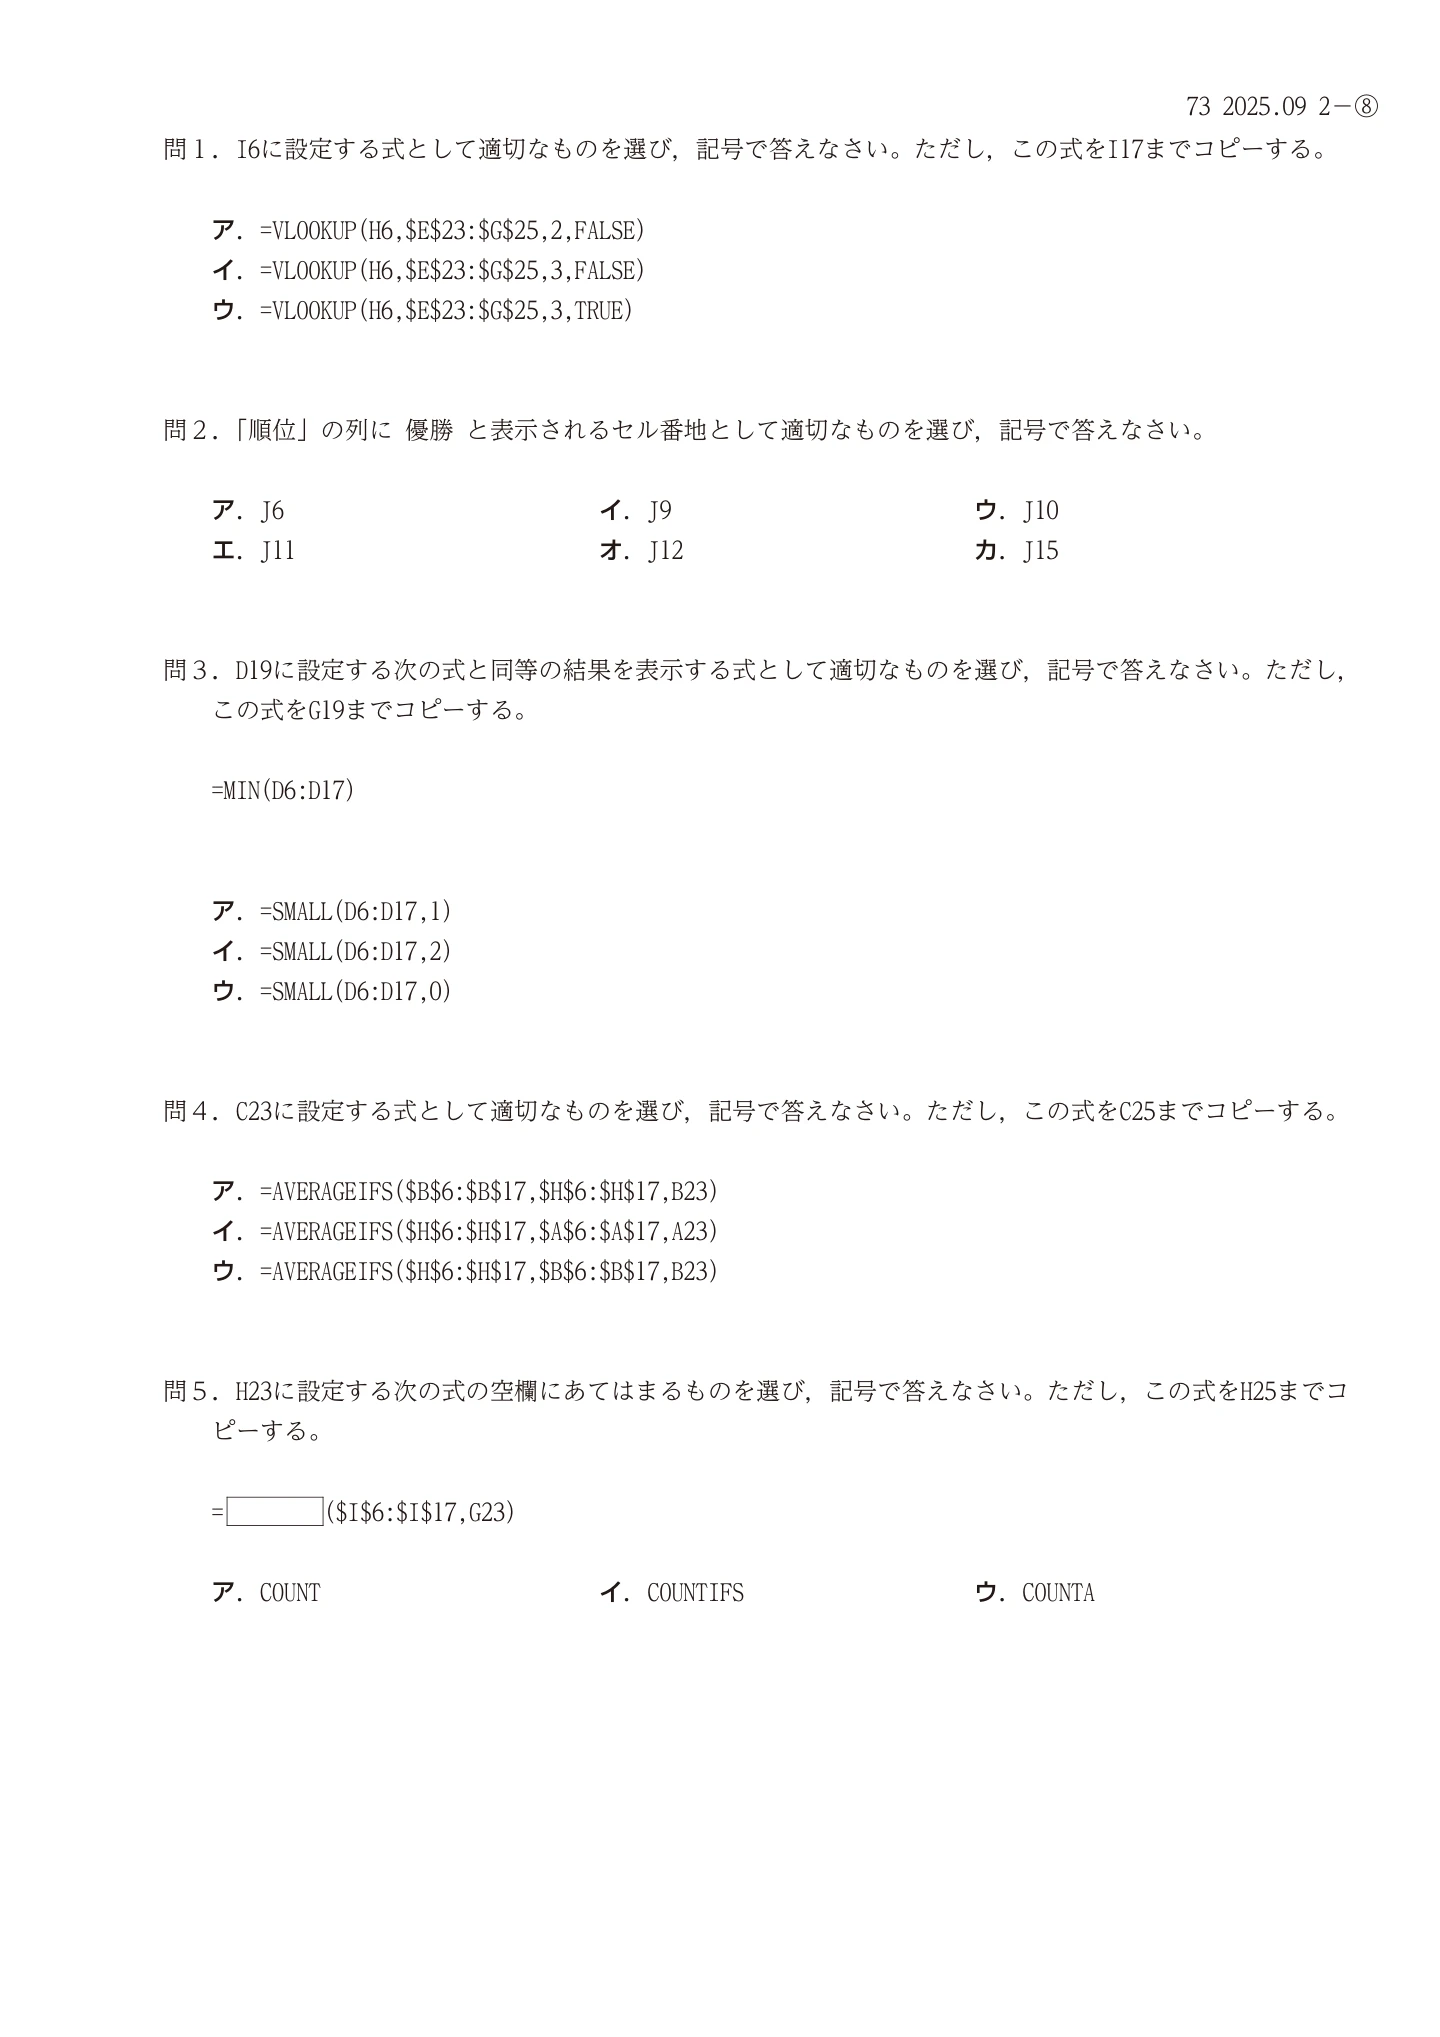 73 2025.09 2－⑧
問１．I6に設定する式として適切なものを選び，記号で答えなさい。ただし，この式をI17までコピーする。
ア．=VLOOKUP(H6,$E$23:$G$25,2,FALSE)
イ．=VLOOKUP(H6,$E$23:$G$25,3,FALSE)
ウ．=VLOOKUP(H6,$E$23:$G$25,3,TRUE)
問２．「順位」の列に 優勝 と表示されるセル番地として適切なものを選び，記号で答えなさい。
ア．J6 イ．J9 ウ．J10
エ．J11 オ．J12 カ．J15
問３．D19に設定する次の式と同等の結果を表示する式として適切なものを選び，記号で答えなさい。ただし，
この式をG19までコピーする。
=MIN(D6:D17)
ア．=SMALL(D6:D17,1)
イ．=SMALL(D6:D17,2)
ウ．=SMALL(D6:D17,0)
問４．C23に設定する式として適切なものを選び，記号で答えなさい。ただし，この式をC25までコピーする。
ア．=AVERAGEIFS($B$6:$B$17,$H$6:$H$17,B23)
イ．=AVERAGEIFS($H$6:$H$17,$A$6:$A$17,A23)
ウ．=AVERAGEIFS($H$6:$H$17,$B$6:$B$17,B23)
問５．H23に設定する次の式の空欄にあてはまるものを選び，記号で答えなさい。ただし，この式をH25までコ
ピーする。
=($I$6:$I$17,G23)
ア．COUNT イ．COUNTIFS ウ．COUNTA